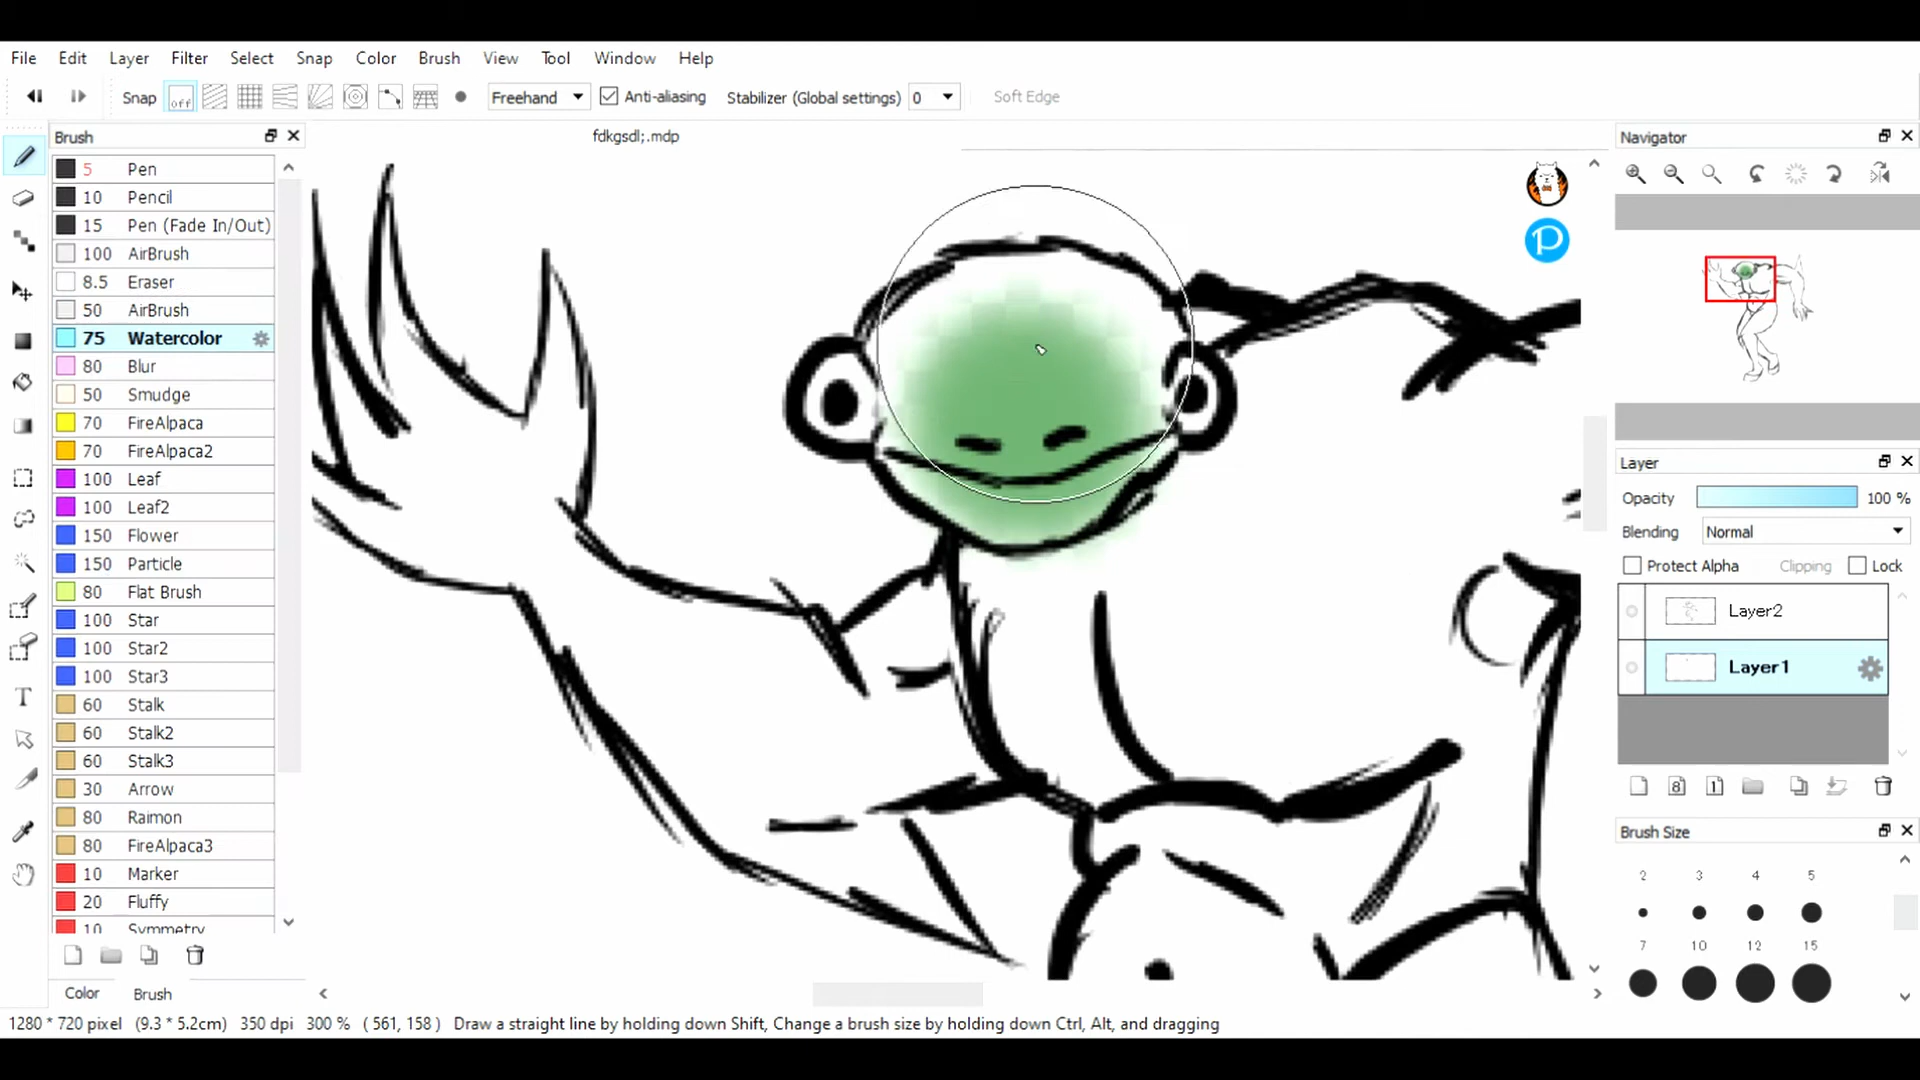 File Edit Layer Filter Select Snap Color Brush View Tool Window Help
Snap off Freehand Anti-aliasing Stabilizer (Global settings) 0 Soft Edge
Brush
fdkgsdl;.mdp
Navigator
5 Pen
10 Pencil
15 Pen (Fade In/Out)
100 AirBrush
8.5 Eraser
50 AirBrush
75 Watercolor
80 Blur
50 Smudge
70 FireAlpaca
70 FireAlpaca2
100 Leaf
100 Leaf2
150 Flower
150 Particle
80 Flat Brush
100 Star
100 Star2
100 Star3
60 Stalk
60 Stalk2
60 Stalk3
30 Arrow
80 Raimon
80 FireAlpaca3
10 Marker
20 Fluffy
10 Symmetry
Color Brush
P
Layer
Opacity 100 %
Blending Normal
Protect Alpha Clipping Lock
Layer2
Layer1
8 1
Brush Size
2 3 4 5
7 10 12 15
T
1280 * 720 pixel (9.3 * 5.2cm) 350 dpi 300 % ( 561, 158 ) Draw a straight line by holding down Shift, Change a brush size by holding down Ctrl, Alt, and dragging